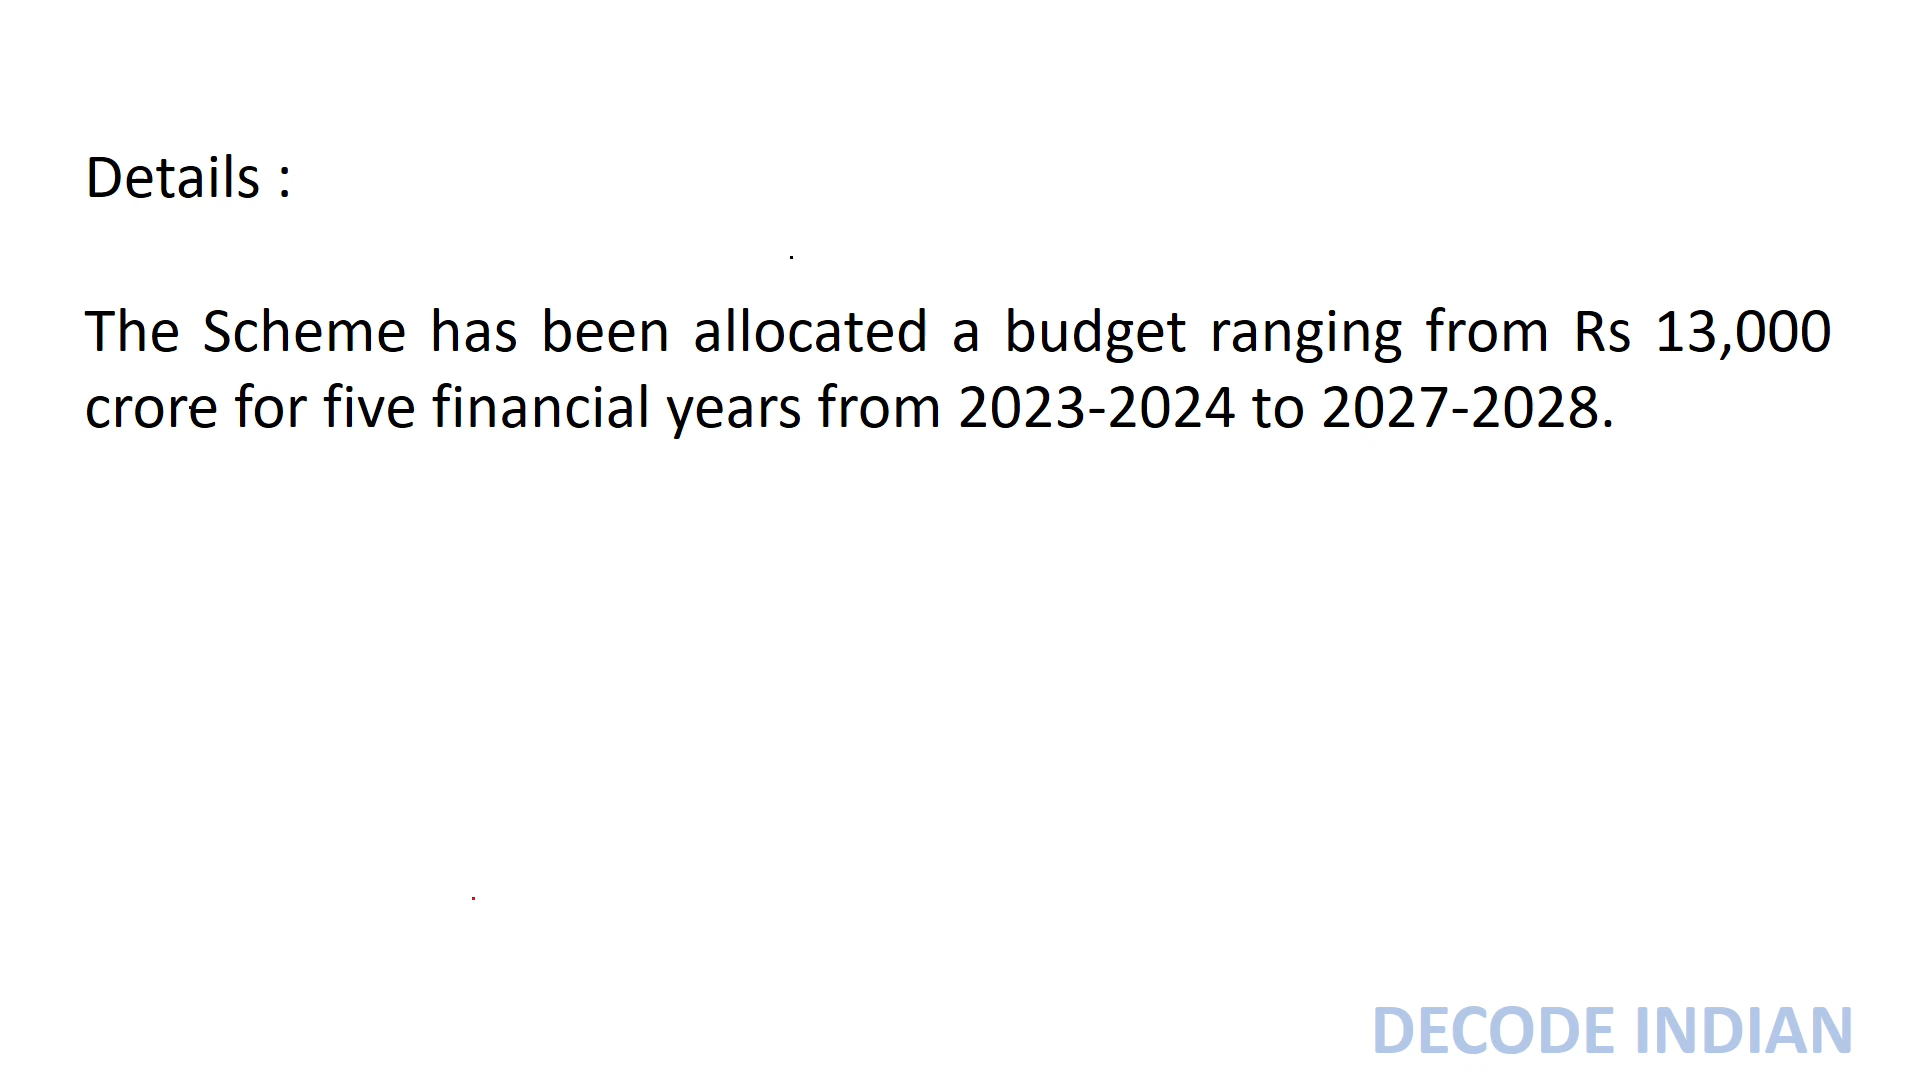 Details :
The Scheme has been allocated a budget ranging from Rs 13,000
crore for five financial years from 2023-2024 to 2027-2028.
DECODE INDIAN